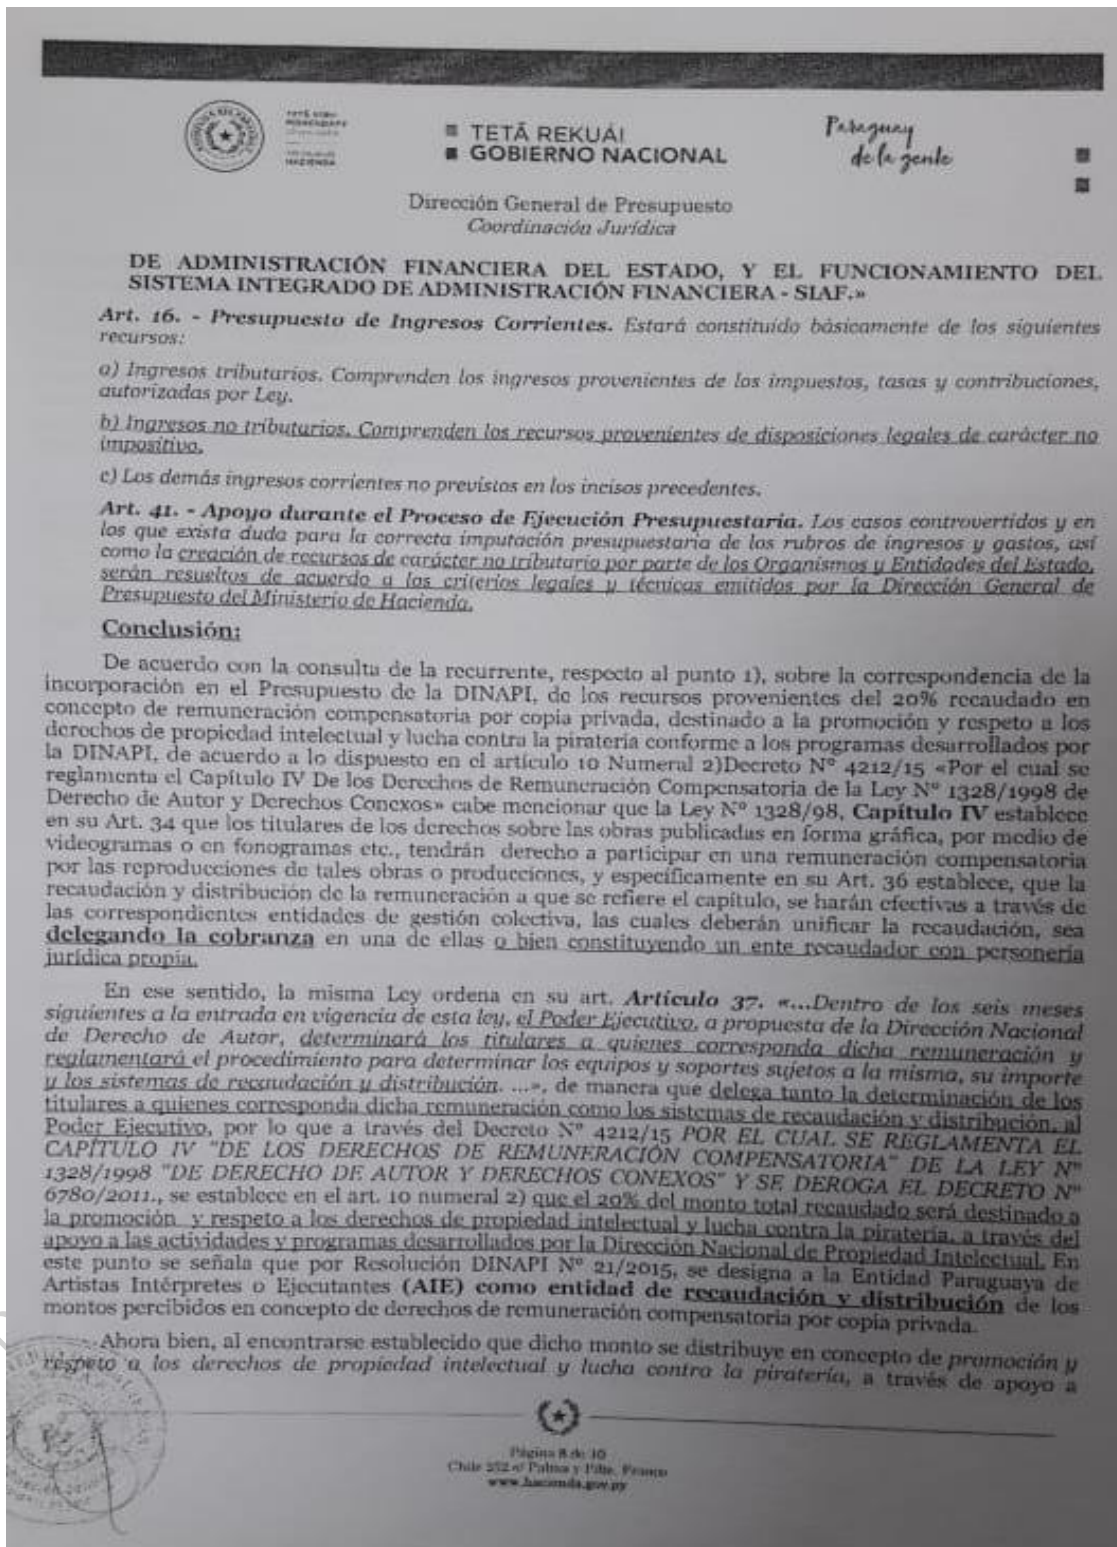 TETÃ REKUÁI
GOBIERNO NACIONAL
Paraguay
de la gente
HACIENDA
Dirección General de Presupuesto
Coordinación Jurídica
DE ADMINISTRACIÓN FINANCIERA DEL ESTADO, Y EL FUNCIONAMIENTO DEL
SISTEMA INTEGRADO DE ADMINISTRACIÓN FINANCIERA - SIAF.»
Art. 16. - Presupuesto de Ingresos Corrientes. Estará constituido básicamente de los siguientes
recursos:
a) Ingresos tributarios. Comprenden los ingresos provenientes de los impuestos, tasas y contribuciones,
autorizadas por Ley.
b) Ingresos no tributarios. Comprenden los recursos provenientes de disposiciones legales de carácter no
impositivo.
c) Los demás ingresos corrientes no previstos en los incisos precedentes.
Art. 41. - Apoyo durante el Proceso de Ejecución Presupuestaria. Los casos controvertidos y en
los que exista duda para la correcta imputación presupuestaria de los rubros de ingresos y gastos, así
como la creación de recursos de carácter no tributario por parte de los Organismos y Entidades del Estado,
serán resueltos de acuerdo a los criterios legales y técnicas emitidos por la Dirección General de
Presupuesto del Ministerio de Hacienda.
Conclusión:
De acuerdo con la consulta de la recurrente, respecto al punto 1), sobre la correspondencia de la
incorporación en el Presupuesto de la DINAPI, de los recursos provenientes del 20% recaudado en
concepto de remuneración compensatoria por copia privada, destinado a la promoción y respeto a los
derechos de propiedad intelectual y lucha contra la piratería conforme a los programas desarrollados por
la DINAPI, de acuerdo a lo dispuesto en el artículo 10 Numeral 2)Decreto N° 4212/15 «Por el cual se
reglamenta el Capítulo IV De los Derechos de Remuneración Compensatoria de la Ley N° 1328/1998 de
Derecho de Autor y Derechos Conexos» cabe mencionar que la Ley N° 1328/98, Capítulo IV establece
en su Art. 34 que los titulares de los derechos sobre las obras publicadas en forma gráfica, por medio de
videogramas o en fonogramas etc., tendrán derecho a participar en una remuneración compensatoria
por las reproducciones de tales obras o producciones, y específicamente en su Art. 36 establece, que la
recaudación y distribución de la remuneración a que se refiere el capítulo, se harán efectivas a través de
las correspondientes entidades de gestión colectiva, las cuales deberán unificar la recaudación, sea
delegando la cobranza en una de ellas o bien constituyendo un ente recaudador con personería
jurídica propia.
En ese sentido, la misma Ley ordena en su art. Artículo 37. «...Dentro de los seis meses
siguientes a la entrada en vigencia de esta ley, el Poder Ejecutivo, a propuesta de la Dirección Nacional
de Derecho de Autor, determinará los titulares a quienes corresponda dicha remuneración y
reglamentará el procedimiento para determinar los equipos y soportes sujetos a la misma, su importe
y los sistemas de recaudación y distribución. ...», de manera que delega tanto la determinación de los
titulares a quienes corresponda dicha remuneración como los sistemas de recaudación y distribución, al
Poder Ejecutivo, por lo que a través del Decreto N° 4212/15 POR EL CUAL SE REGLAMENTA EL
CAPÍTULO IV "DE LOS DERECHOS DE REMUNERACIÓN COMPENSATORIA" DE LA LEY N°
1328/1998 "DE DERECHO DE AUTOR Y DERECHOS CONEXOS" Y SE DEROGA EL DECRETO N°
6780/2011., se establece en el art. 10 numeral 2) que el 20% del monto total recaudado será destinado a
la promoción y respeto a los derechos de propiedad intelectual y lucha contra la piratería, a través del
apoyo a las actividades y programas desarrollados por la Dirección Nacional de Propiedad Intelectual. En
este punto se señala que por Resolución DINAPI N° 21/2015, se designa a la Entidad Paraguaya de
Artistas Intérpretes o Ejecutantes (AIE) como entidad de recaudación y distribución de los
montos percibidos en concepto de derechos de remuneración compensatoria por copia privada.
Ahora bien, al encontrarse establecido que dicho monto se distribuye en concepto de promoción y
respeto a los derechos de propiedad intelectual y lucha contra la piratería, a través de apoyo a
Página 8 de 10
Chile 252 e/ Palma y Pdte. Franco
www.hacienda.gov.py